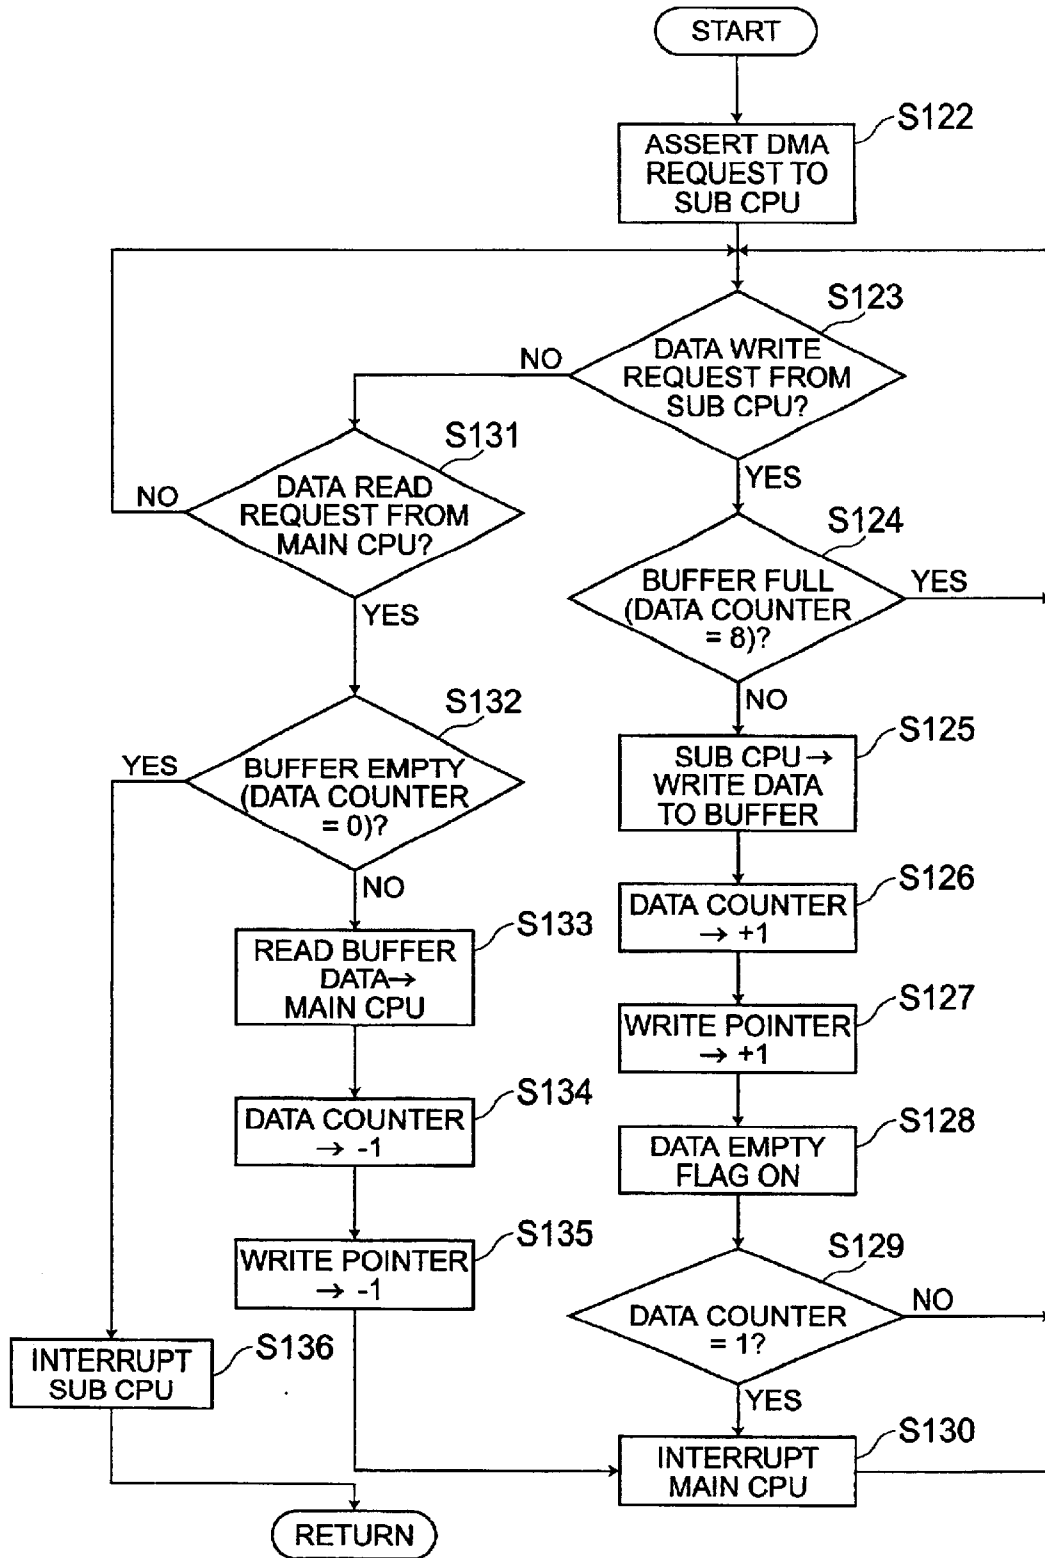 START
S122
ASSERT DMA
REQUEST TO
SUB CPU
S123
DATA WRITE
REQUEST FROM
SUB CPU?
NO
YES
S131
DATA READ
REQUEST FROM
MAIN CPU?
NO
YES
S124
BUFFER FULL
(DATA COUNTER
= 8)?
YES
NO
S132
BUFFER EMPTY
(DATA COUNTER
= 0)?
YES
NO
S125
SUB CPU→
WRITE DATA
TO BUFFER
S126
DATA COUNTER
→ +1
S133
READ BUFFER
DATA→
MAIN CPU
S127
WRITE POINTER
→ +1
S134
DATA COUNTER
→ -1
S128
DATA EMPTY
FLAG ON
S135
WRITE POINTER
→ -1
S129
DATA COUNTER
= 1?
NO
YES
S136
INTERRUPT
SUB CPU
S130
INTERRUPT
MAIN CPU
RETURN